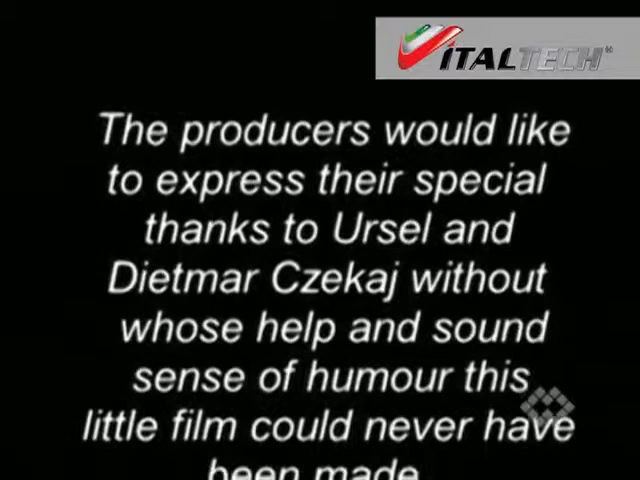 ITALTECH®
The producers would like
to express their special
thanks to Ursel and
Dietmar Czekaj without
whose help and sound
sense of humour this
little film could never have
been made